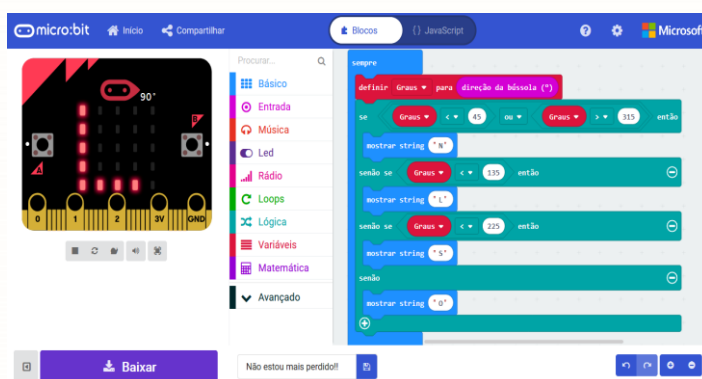 micro:bit Início Compartilhar Blocos {} JavaScript ? Microsoft
Procurar...
Básico
Entrada
Música
Led
Rádio
Loops
Lógica
Variáveis
Matemática
Avançado
90°
A
B
0 1 2 3V GND
sempre
definir Graus para direção da bússola (°)
se Graus < 45 ou Graus > 315 então
mostrar string "N"
senão se Graus < 135 então
mostrar string "L"
senão se Graus < 225 então
mostrar string "S"
senão
mostrar string "O"
Baixar
Não estou mais perdido!!